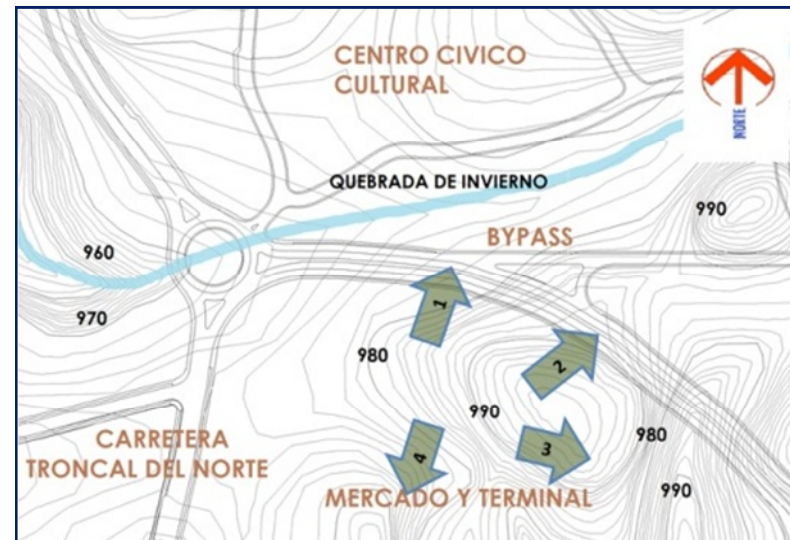 CENTRO CIVICO
CULTURAL
NORTE
QUEBRADA DE INVIERNO
990
BYPASS
960
970
1
980
2
990
980
3
4
CARRETERA
TRONCAL DEL NORTE
990
MERCADO Y TERMINAL